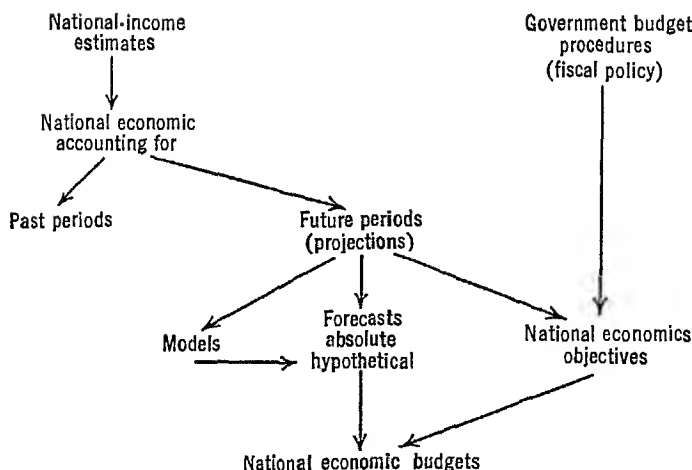 National-income
estimates
Government budget
procedures
(fiscal policy)
National economic
accounting for
Past periods
Future periods
(projections)
Models
Forecasts
absolute
hypothetical
National economics
objectives
National economic budgets